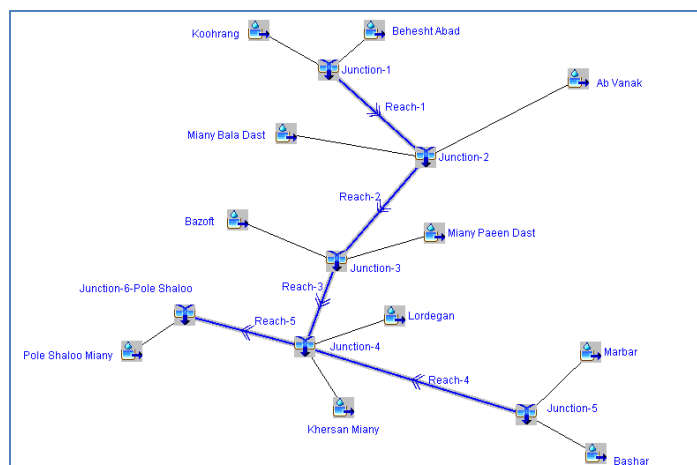 Koohrang
Behesht Abad
Junction-1
Ab Vanak
Reach-1
Miany Bala Dast
Junction-2
Reach-2
Bazoft
Miany Paeen Dast
Junction-3
Reach-3
Junction-6-Pole Shaloo
Lordegan
Reach-5
Junction-4
Pole Shaloo Miany
Marbar
Reach-4
Junction-5
Khersan Miany
Bashar